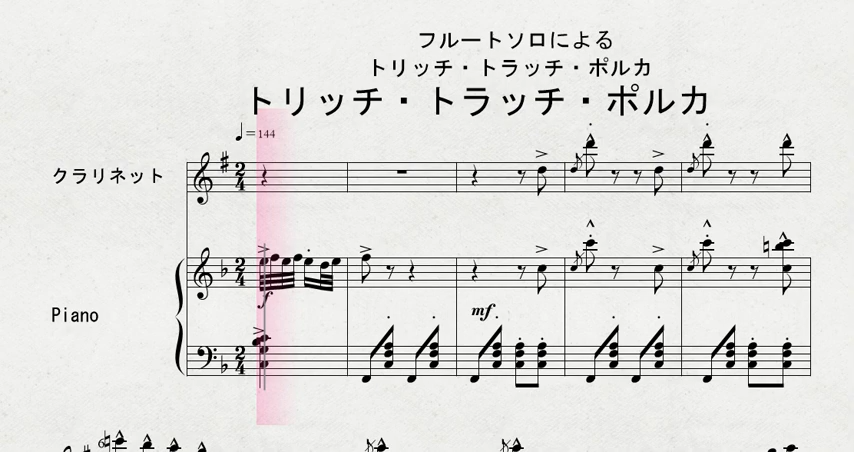 フルートソロによる
トリッチ・トラッチ・ポルカ
トリッチ・トラッチ・ポルカ
♩=144
クラリネット
Piano
f
mf